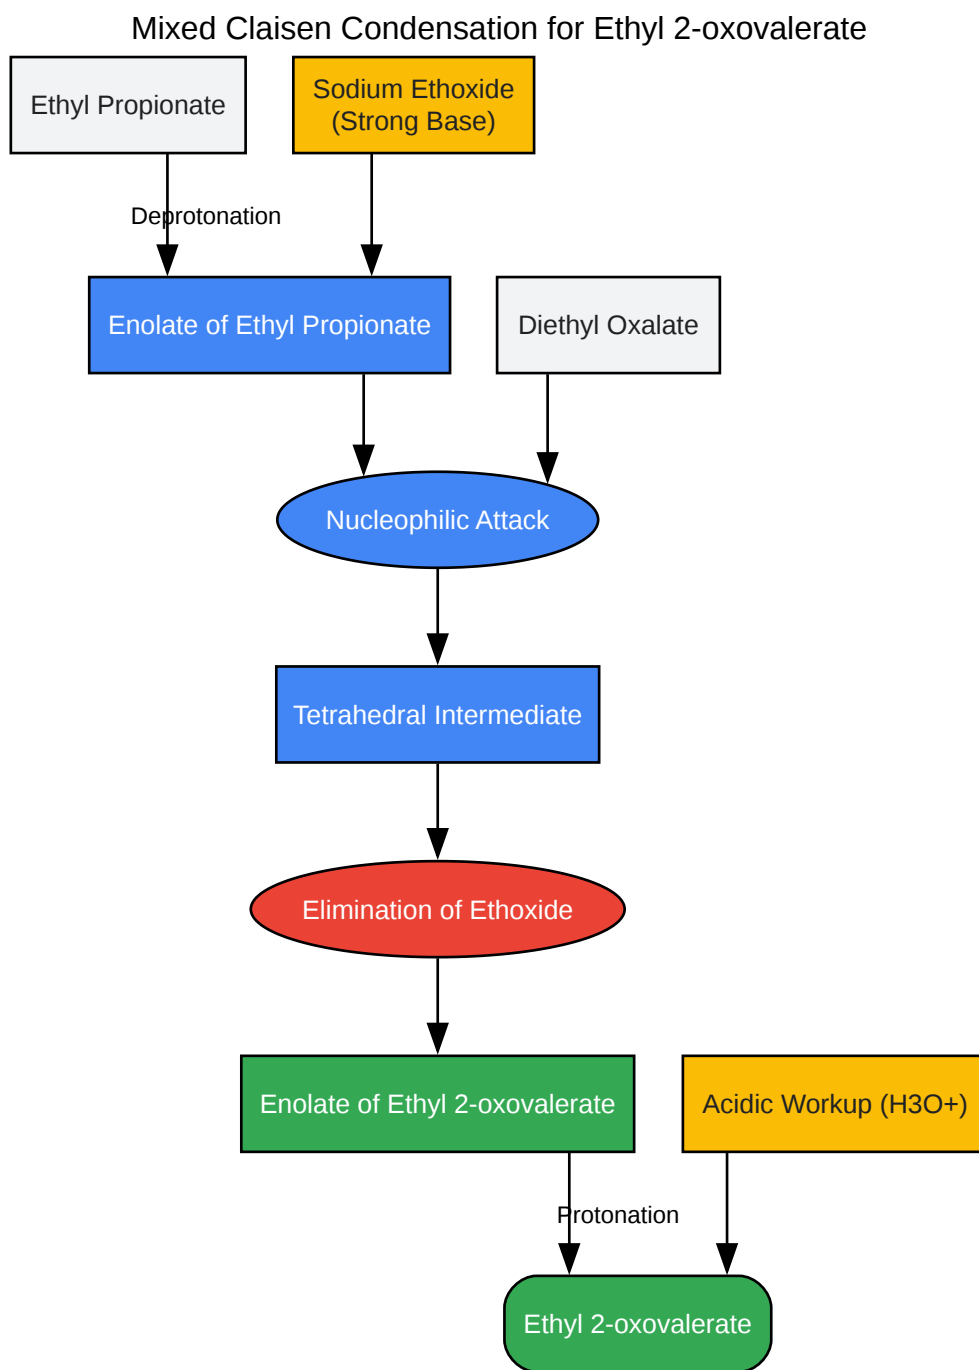 Mixed Claisen Condensation for Ethyl 2-oxovalerate
Ethyl Propionate
Sodium Ethoxide
(Strong Base)
Deprotonation
Enolate of Ethyl Propionate
Diethyl Oxalate
Nucleophilic Attack
Tetrahedral Intermediate
Elimination of Ethoxide
Enolate of Ethyl 2-oxovalerate
Acidic Workup (H3O+)
Protonation
Ethyl 2-oxovalerate